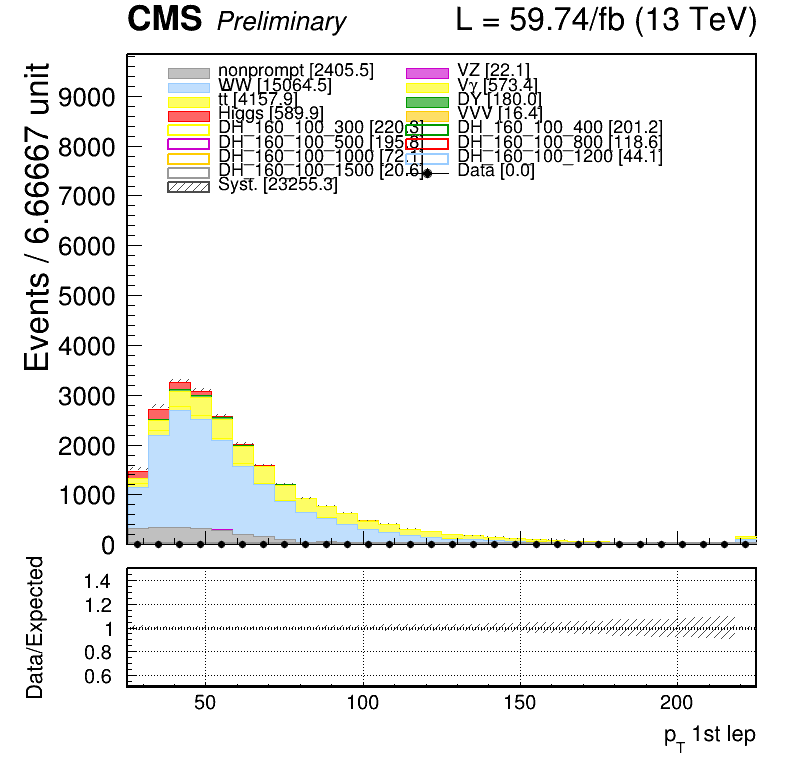 CMS Preliminary L = 59.74/fb (13 TeV)
nonprompt [2405.5] VZ [22.1]
WW [15064.5] Vγ [573.4]
tt [4157.9] DY [180.0]
Higgs [589.9] VVV [16.4]
DH_160_100_300 [220.3] DH_160_100_400 [201.2]
DH_160_100_500 [195.8] DH_160_100_800 [118.6]
DH_160_100_1000 [72.1] DH_160_100_1200 [44.1]
DH_160_100_1500 [20.6] Data [0.0]
Syst. [23255.3]
Events / 6.66667 unit
9000
8000
7000
6000
5000
4000
3000
2000
1000
0
Data/Expected
1.4
1.2
1
0.8
0.6
50 100 150 200
pT 1st lep